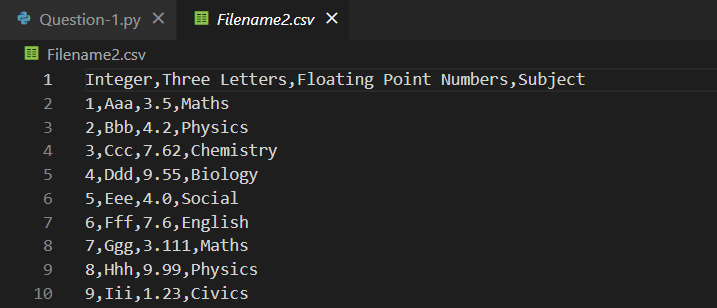 Question-1.py Filename2.csv
Filename2.csv
1 Integer,Three Letters,Floating Point Numbers,Subject
2 1,Aaa,3.5,Maths
3 2,Bbb,4.2,Physics
4 3,Ccc,7.62,Chemistry
5 4,Ddd,9.55,Biology
6 5,Eee,4.0,Social
7 6,Fff,7.6,English
8 7,Ggg,3.111,Maths
9 8,Hhh,9.99,Physics
10 9,Iii,1.23,Civics